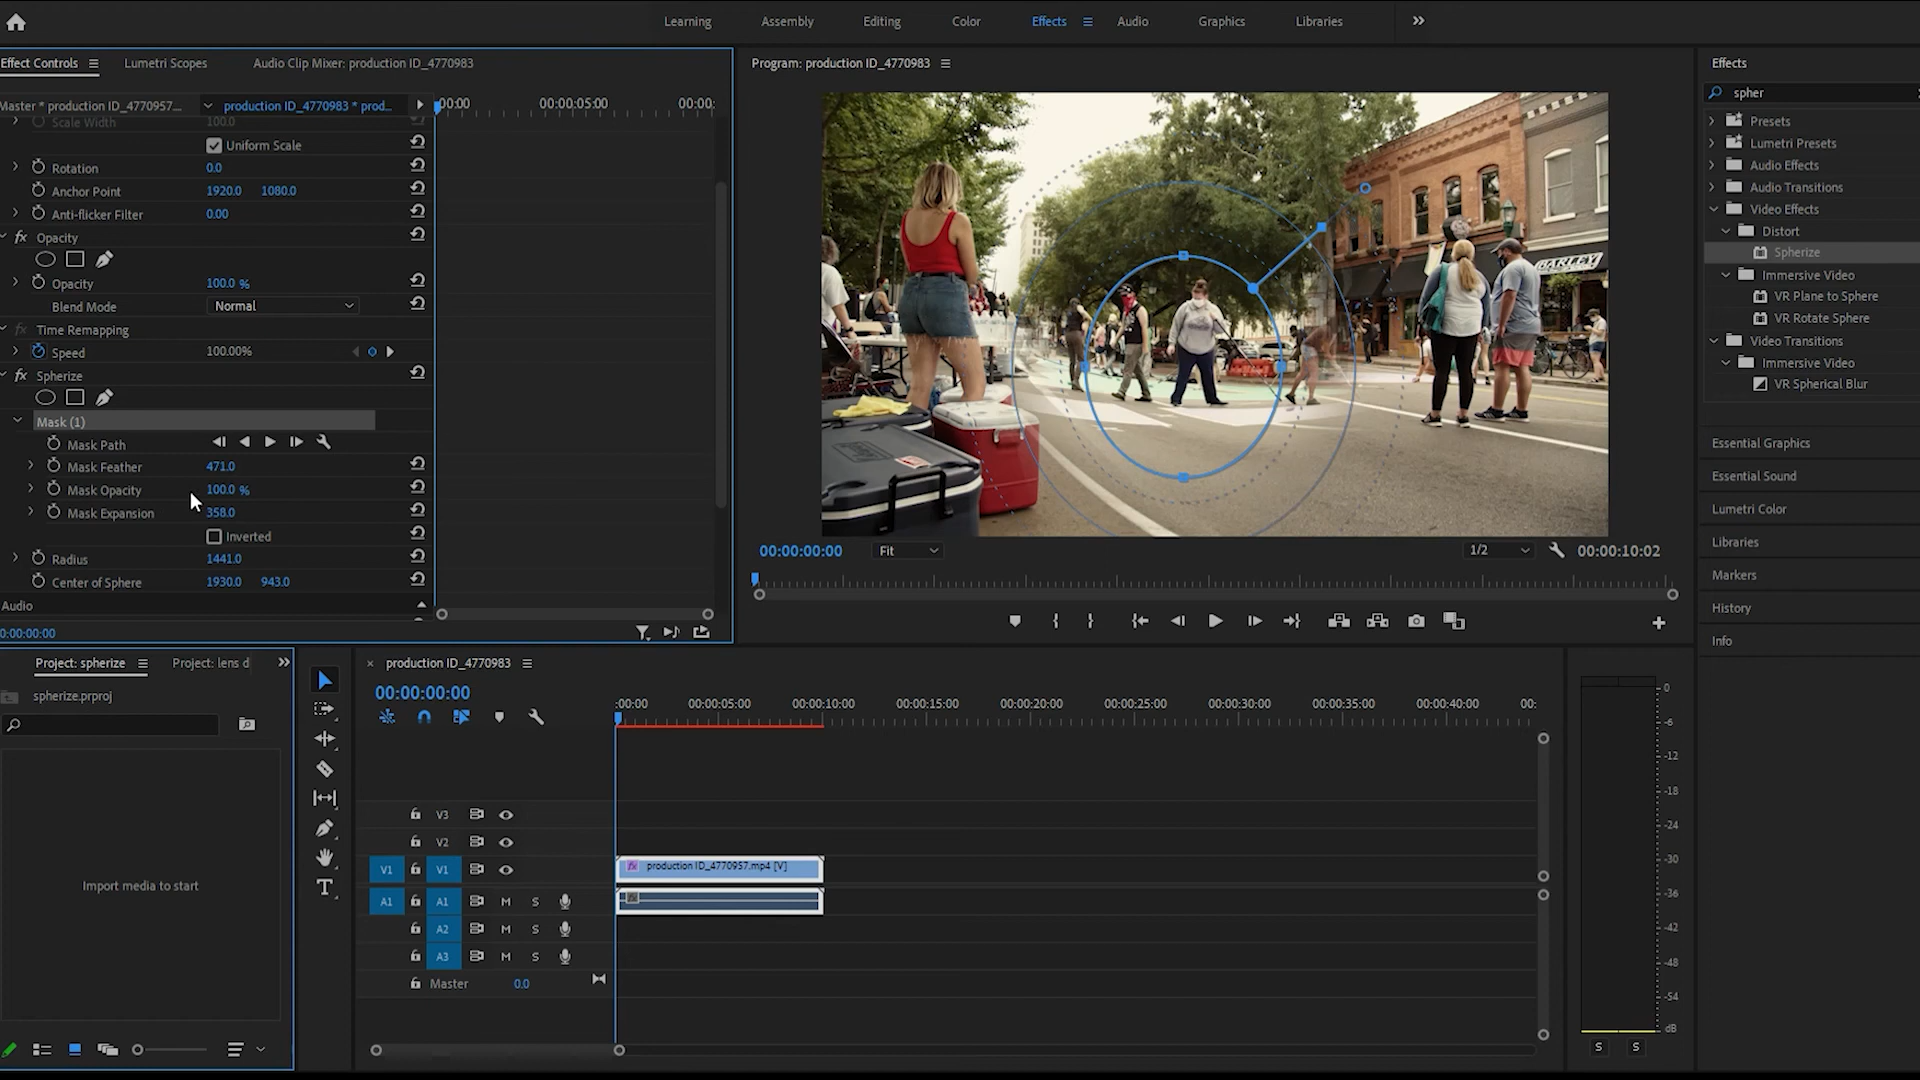 Learning
Assembly
Editing
Color
Effects
Audio
Graphics
Libraries
Effect Controls
Lumetri Scopes
Audio Clip Mixer: production ID_4770983
Master * production ID_4770957...
production ID_4770983 * prod...
00:00
00:00:05:00
00:00:
Scale Width
100.0
Uniform Scale
Rotation
0.0
Anchor Point
1920.0
1080.0
Anti-flicker Filter
0.00
fx Opacity
Opacity
100.0 %
Blend Mode
Normal
fx Time Remapping
Speed
100.00%
fx Spherize
Mask (1)
Mask Path
Mask Feather
471.0
Mask Opacity
100.0 %
Mask Expansion
358.0
Inverted
Radius
1441.0
Center of Sphere
1930.0
943.0
Audio
0:00:00:00
Program: production ID_4770983
BARLEY
00:00:00:00
Fit
1/2
00:00:10:02
Effects
spher
Presets
Lumetri Presets
Audio Effects
Audio Transitions
Video Effects
Distort
Spherize
Immersive Video
VR Plane to Sphere
VR Rotate Sphere
Video Transitions
Immersive Video
VR Spherical Blur
Essential Graphics
Essential Sound
Lumetri Color
Libraries
Markers
History
Info
Project: spherize
Project: lens d
spherize.prproj
Import media to start
production ID_4770983
00:00:00:00
:00:00
00:00:05:00
00:00:10:00
00:00:15:00
00:00:20:00
00:00:25:00
00:00:30:00
00:00:35:00
00:00:40:00
00:
V3
V2
V1
V1
fx production ID_4770957.mp4 [V]
A1
A1
M
S
fx
A2
M
S
A3
M
S
Master
0.0
0
-6
-12
-18
-24
-30
-36
-42
-48
-54
dB
S
S